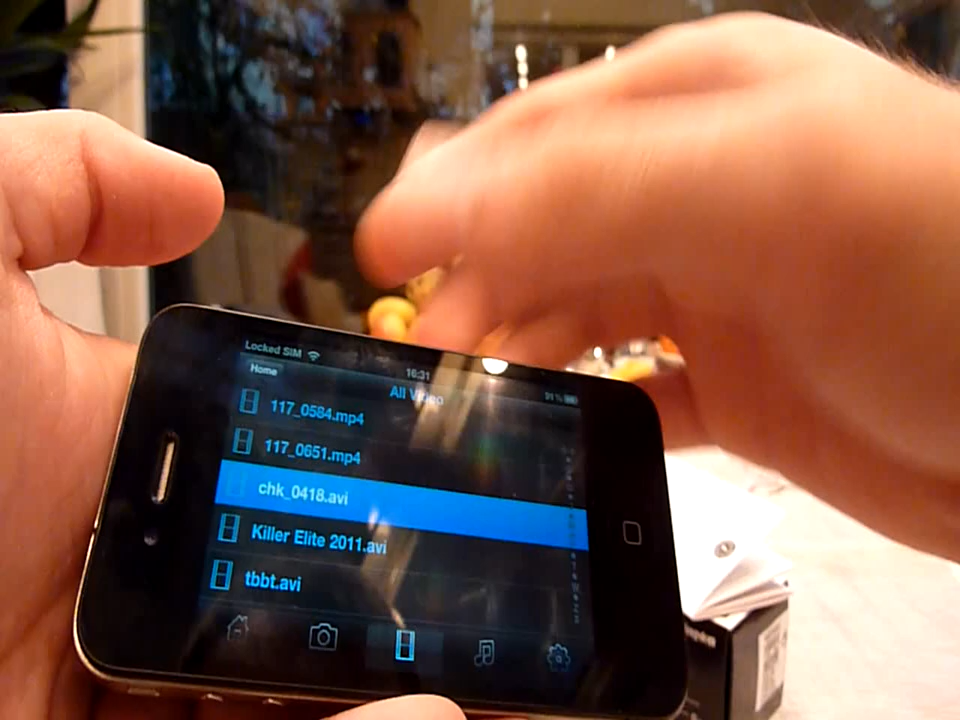 Locked SIM
16:31
Home
All Video
117_0584.mp4
117_0651.mp4
chk_0418.avi
Killer Elite 2011.avi
tbbt.avi